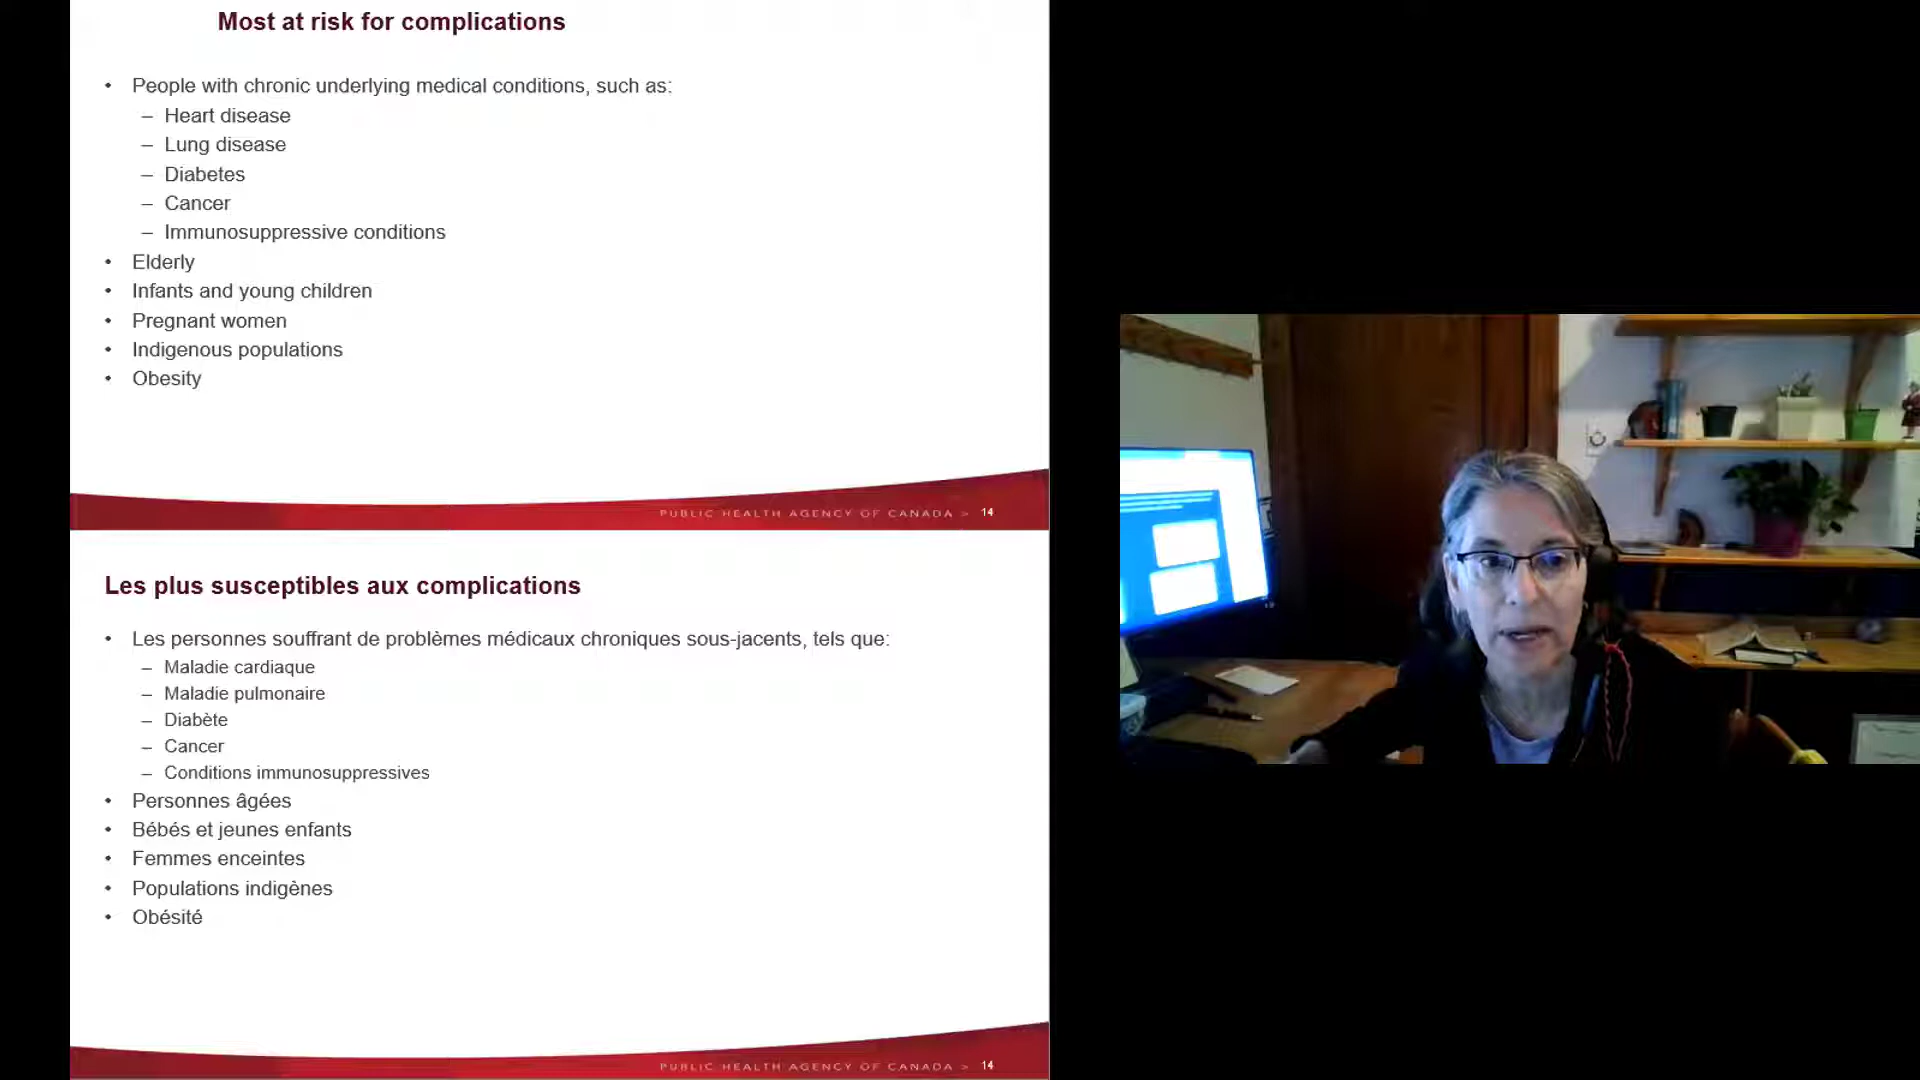 Most at risk for complications
• People with chronic underlying medical conditions, such as:
– Heart disease
– Lung disease
– Diabetes
– Cancer
– Immunosuppressive conditions
• Elderly
• Infants and young children
• Pregnant women
• Indigenous populations
• Obesity
PUBLIC HEALTH AGENCY OF CANADA > 14
Les plus susceptibles aux complications
• Les personnes souffrant de problèmes médicaux chroniques sous-jacents, tels que:
– Maladie cardiaque
– Maladie pulmonaire
– Diabète
– Cancer
– Conditions immunosuppressives
• Personnes âgées
• Bébés et jeunes enfants
• Femmes enceintes
• Populations indigènes
• Obésité
PUBLIC HEALTH AGENCY OF CANADA > 14